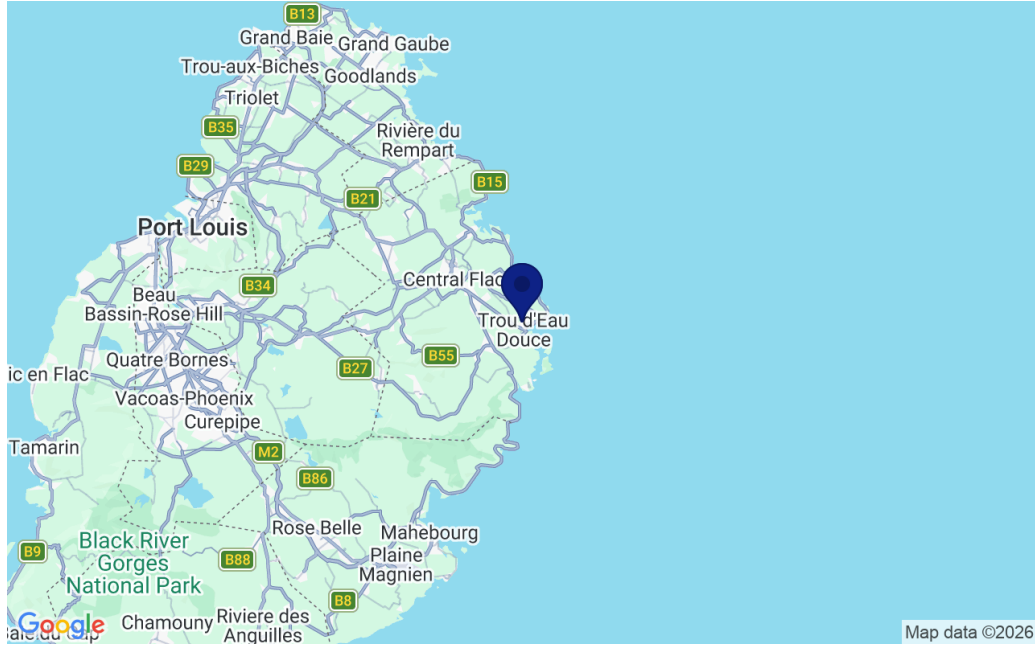 B13
Grand Baie
Grand Gaube
Trou-aux-Biches
Goodlands
Triolet
B35
Rivière du
Rempart
B29
B15
B21
Port Louis
Central Flac
B34
Beau
Bassin-Rose Hill
Trou d'Eau
Douce
Quatre Bornes
B55
B27
ic en Flac
Vacoas-Phoenix
Curepipe
Tamarin
M2
B86
Rose Belle
Mahebourg
Black River
Gorges
National Park
B9
B88
Plaine
Magnien
B8
Chamouny
Riviere des
Anguilles
Google
Map data ©2026